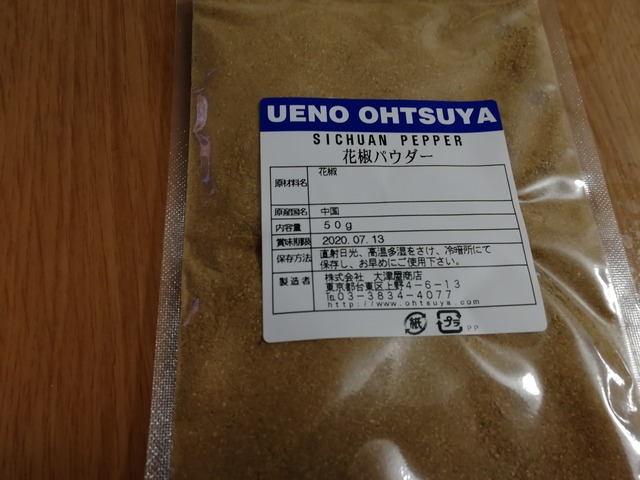 UENO OHTSUYA
SICHUAN PEPPER
花椒パウダー
原材料名 花椒
原産国名 中国
内容量 50g
賞味期限 2020.07.13
保存方法 直射日光、高温多湿をさけ、冷暗所にて
保存し、お早めにご使用下さい。
製造者 株式会社 大津屋商店
東京都台東区上野4-6-13
℡03-3834-4077
http://www.ohtsuya.com
紙 プラ PP